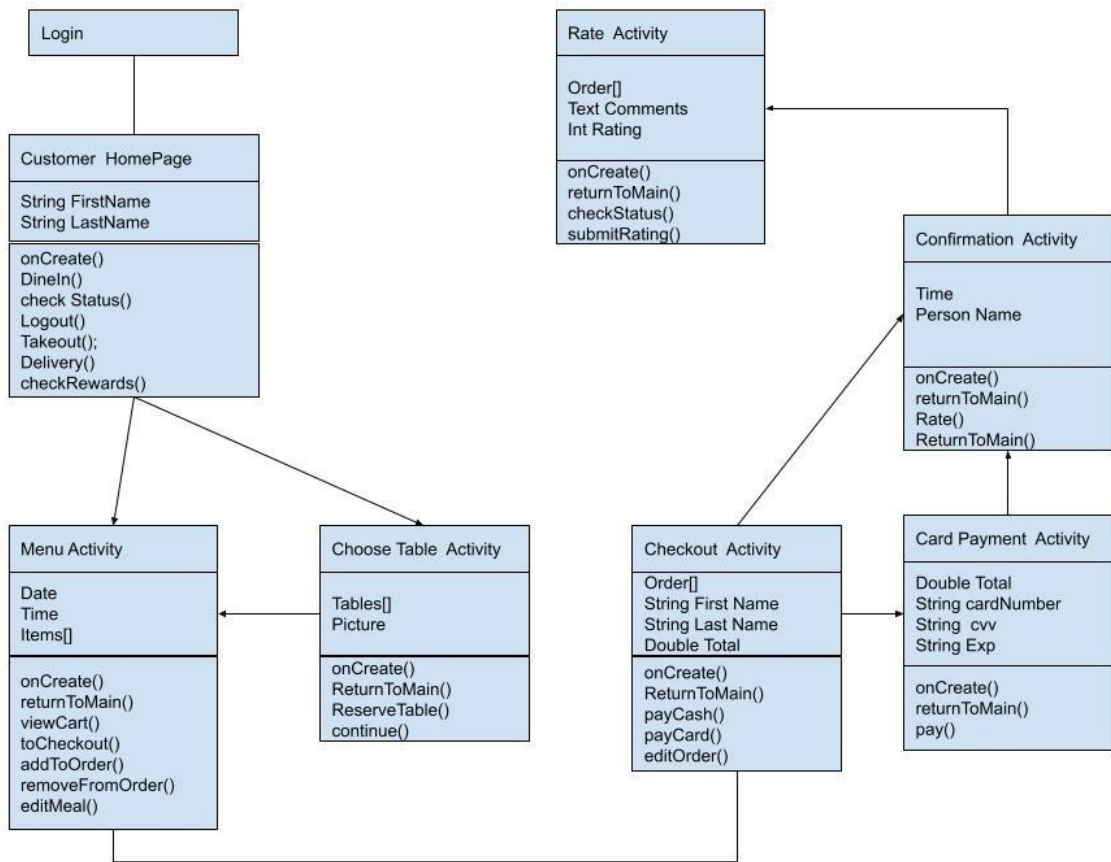 Login
Customer HomePage
String FirstName
String LastName
onCreate()
DineIn()
check Status()
Logout()
Takeout();
Delivery()
checkRewards()
Rate Activity
Order[]
Text Comments
Int Rating
onCreate()
returnToMain()
checkStatus()
submitRating()
Confirmation Activity
Time
Person Name
onCreate()
returnToMain()
Rate()
ReturnToMain()
Menu Activity
Date
Time
Items[]
onCreate()
returnToMain()
viewCart()
toCheckout()
addToOrder()
removeFromOrder()
editMeal()
Choose Table Activity
Tables[]
Picture
onCreate()
ReturnToMain()
ReserveTable()
continue()
Checkout Activity
Order[]
String First Name
String Last Name
Double Total
onCreate()
ReturnToMain()
payCash()
payCard()
editOrder()
Card Payment Activity
Double Total
String cardNumber
String cvv
String Exp
onCreate()
returnToMain()
pay()